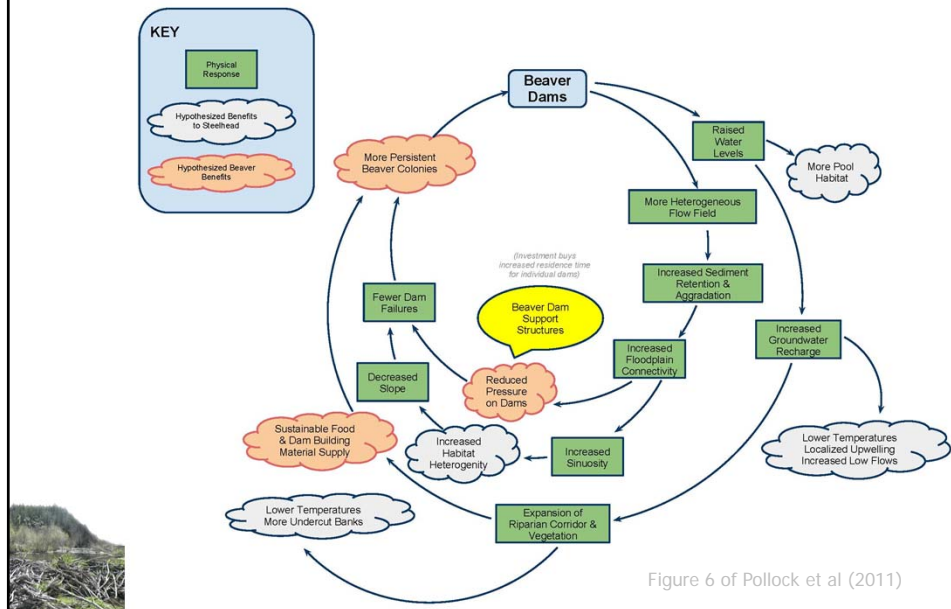 KEY
Physical
Response
Hypothesized Benefits
to Steelhead
Hypothesized Beaver
Benefits
Beaver
Dams
Raised
Water
Levels
More Persistent
Beaver Colonies
More Pool
Habitat
More Heterogeneous
Flow Field
(Investment buys
increased residence time
for individual dams)
Increased Sediment
Retention &
Aggradation
Fewer Dam
Failures
Beaver Dam
Support
Structures
Increased
Groundwater
Recharge
Increased
Floodplain
Connectivity
Decreased
Slope
Reduced
Pressure
on Dams
Sustainable Food
& Dam Building
Material Supply
Increased
Habitat
Heterogenity
Increased
Sinuosity
Lower Temperatures
Localized Upwelling
Increased Low Flows
Lower Temperatures
More Undercut Banks
Expansion of
Riparian Corridor &
Vegetation
Figure 6 of Pollock et al (2011)